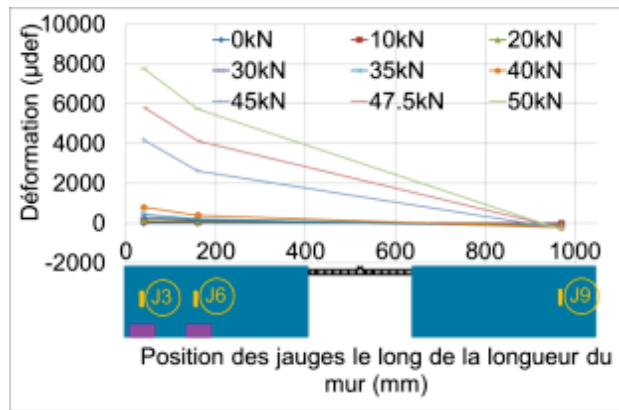 10000
8000
6000
4000
2000
0
-2000
Déformation (µdef)
0kN 10kN 20kN
30kN 35kN 40kN
45kN 47.5kN 50kN
0 200 400 600 800 1000
J3 J6 J9
Position des jauges le long de la longueur du
mur (mm)